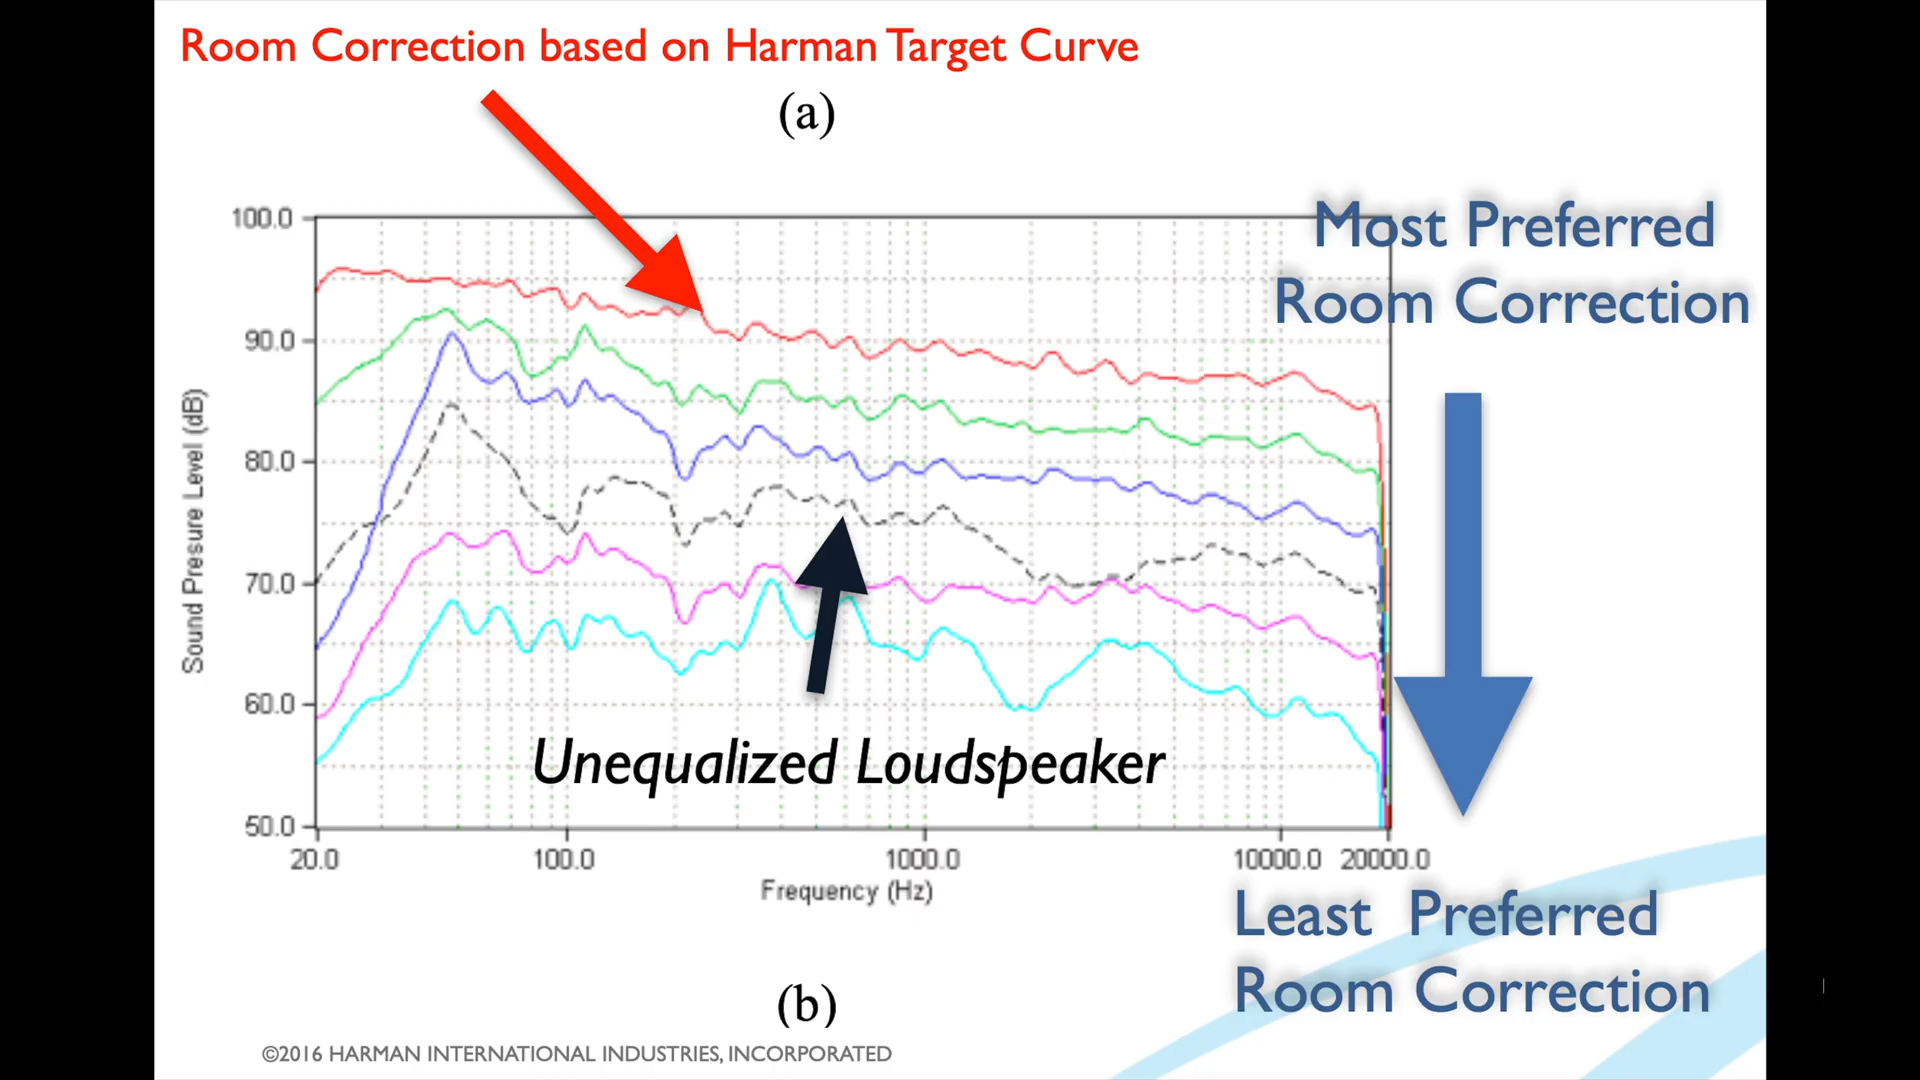 Room Correction based on Harman Target Curve
(a)
Most Preferred
Room Correction
100.0
90.0
80.0
70.0
60.0
50.0
Sound Presure Level (dB)
Unequalized Loudspeaker
20.0 100.0 1000.0 10000.0 20000.0
Frequency (Hz)
Least Preferred
Room Correction
(b)
©2016 HARMAN INTERNATIONAL INDUSTRIES, INCORPORATED